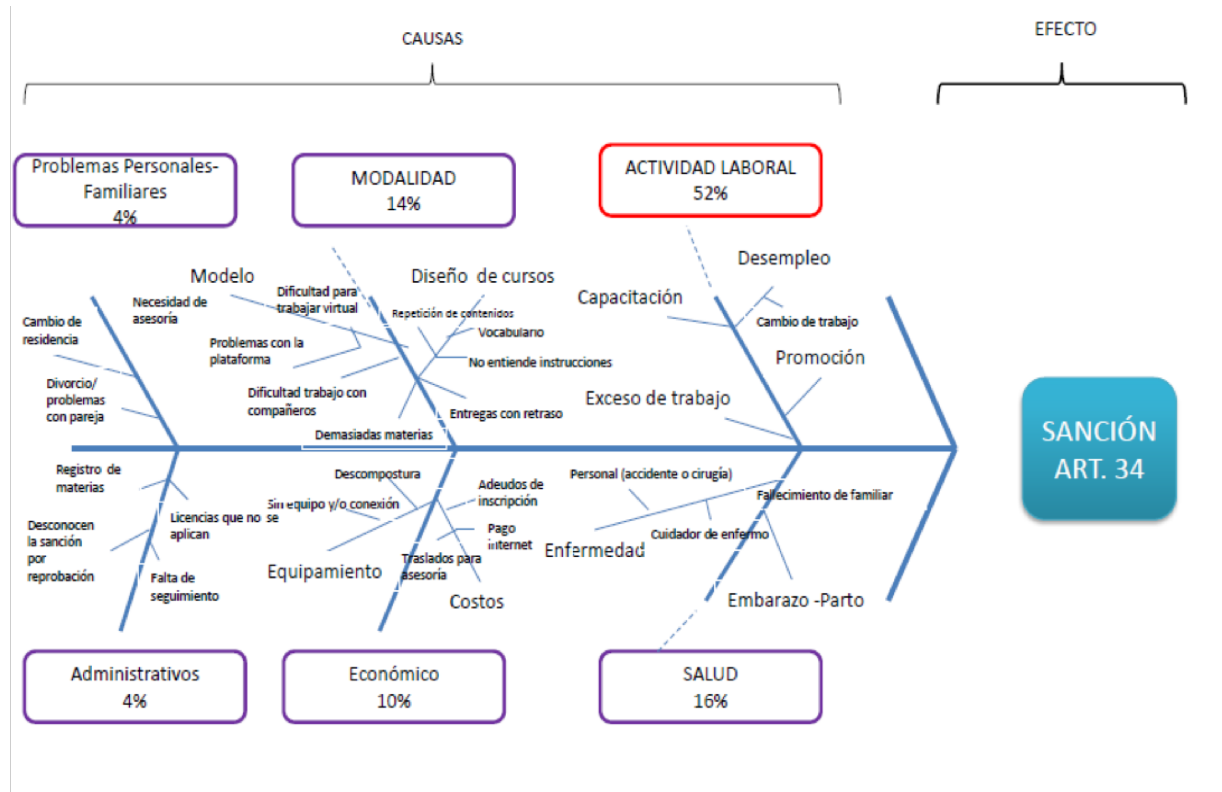 CAUSAS
EFECTO
Problemas Personales-
Familiares
4%
MODALIDAD
14%
ACTIVIDAD LABORAL
52%
Modelo
Diseño de cursos
Desempleo
Capacitación
Necesidad de
asesoría
Dificultad para
trabajar virtual
Repetición de contenidos
Vocabulario
Cambio de trabajo
Cambio de
residencia
Problemas con la
plataforma
No entiende instrucciones
Promoción
Divorcio/
problemas
con pareja
Dificultad trabajo con
compañeros
Entregas con retraso
Exceso de trabajo
Demasiadas materias
SANCIÓN
ART. 34
Registro de
materias
Descompostura
Adeudos de
inscripción
Personal (accidente o cirugía)
Fallecimiento de familiar
Sin equipo y/o conexión
Licencias que no se
aplican
Desconocen
la sanción
por
reprobación
Pago
internet
Cuidador de enfermo
Enfermedad
Equipamiento
Traslados para
asesoría
Falta de
seguimiento
Costos
Embarazo -Parto
Administrativos
4%
Económico
10%
SALUD
16%